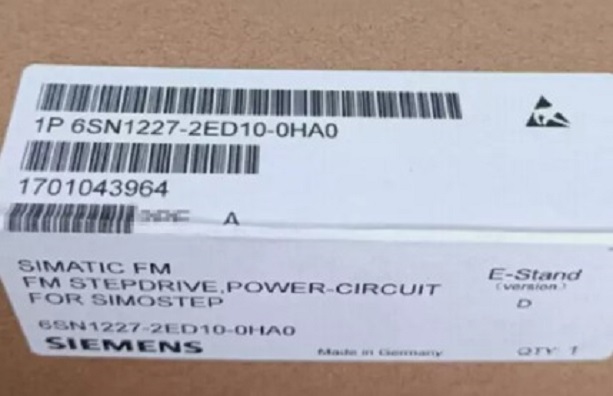 1P 6SN1227-2ED10-0HA0
1701043964
A
SIMATIC FM
FM STEPDRIVE,POWER-CIRCUIT
FOR SIMOSTEP
6SN1227-2ED10-0HA0
SIEMENS
Made in Germany
E-Stand
(version)
D
QTY 1